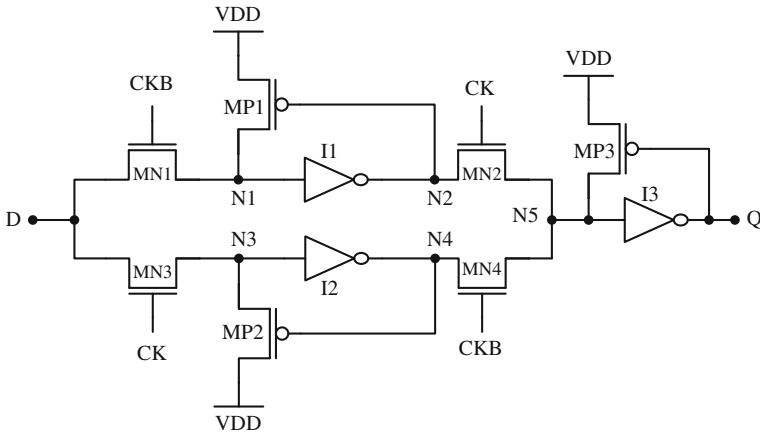 VDD
CKB
MP1
CK
VDD
MP3
I1
MN1
N1
N2
MN2
I3
D
N5
Q
N3
N4
MN3
I2
MN4
MP2
CK
CKB
VDD